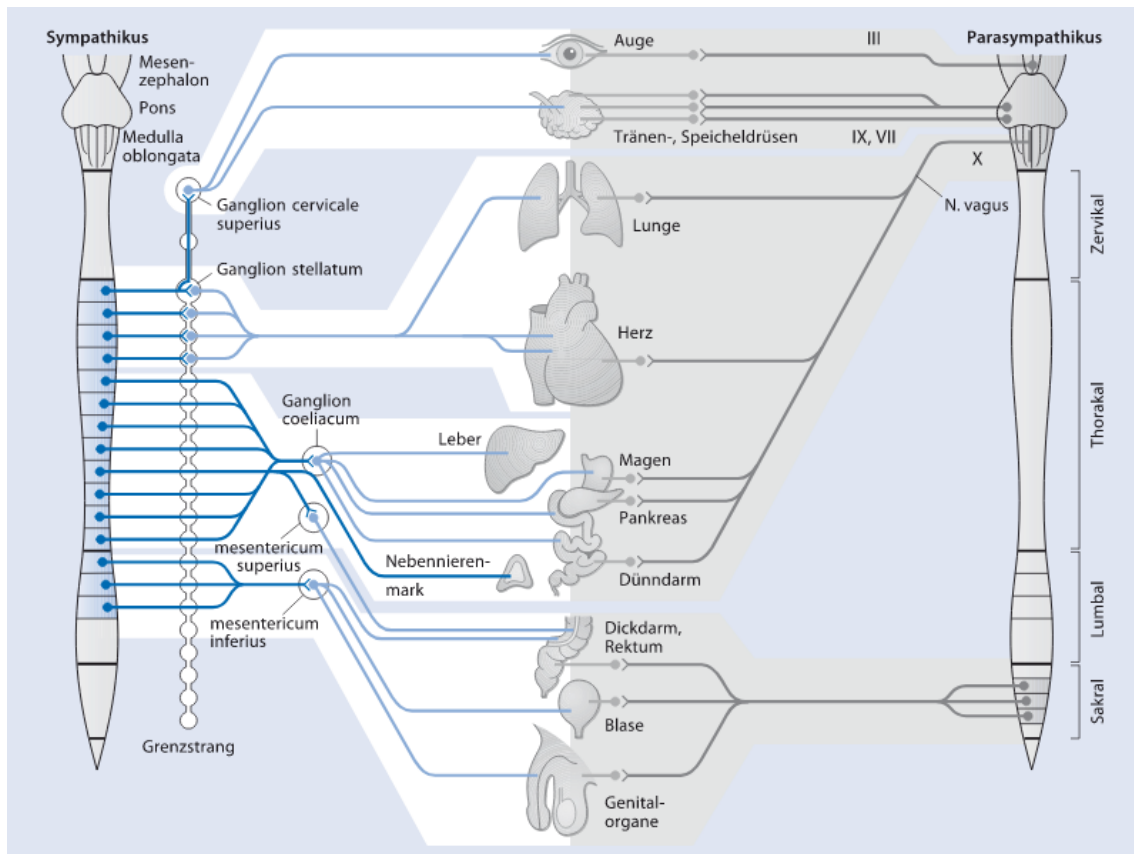 Sympathikus
Mesen-
zephalon
Pons
Medulla
oblongata
Ganglion cervicale
superius
Ganglion stellatum
Ganglion
coeliacum
mesentericum
superius
mesentericum
inferius
Grenzstrang
Auge
Tränen-, Speicheldrüsen
Lunge
Herz
Leber
Magen
Pankreas
Nebennieren-
mark
Dünndarm
Dickdarm,
Rektum
Blase
Genital-
organe
III
IX, VII
X
N. vagus
Parasympathikus
Zervikal
Thorakal
Lumbal
Sakral